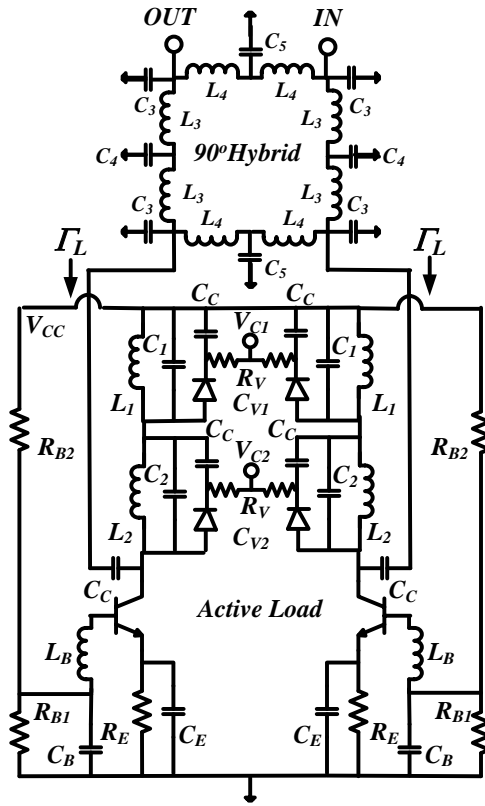 OUT IN
C5
C3 L4 L4 C3
L3 L3
C4 90°Hybrid C4
L3 L3
C3 L4 L4 C3
ΓL C5 ΓL
CC CC
VCC VC1
C1 C1
RV
L1 CV1 L1
RB2 CC CC RB2
C2 VC2 C2
RV
L2 CV2 L2
CC CC
Active Load
LB LB
RB1 RB1
RE CE CE RE
CB CB